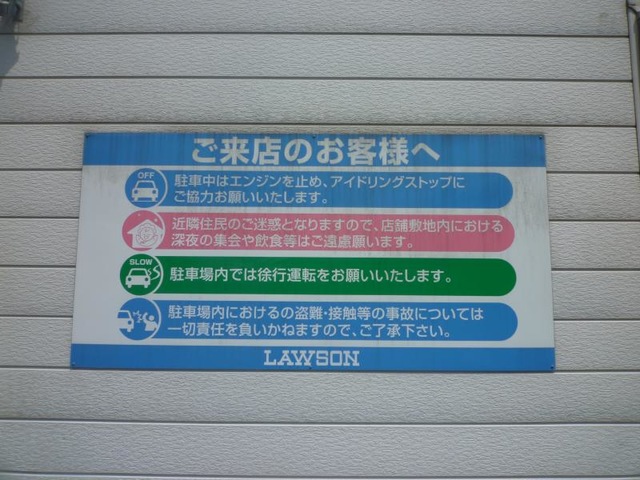 ご来店のお客様へ
OFF
駐車中はエンジンを止め、アイドリングストップに
ご協力お願いいたします。
近隣住民のご迷惑となりますので、店舗敷地内における
深夜の集会や飲食等はご遠慮願います。
SLOW
駐車場内では徐行運転をお願いいたします。
駐車場内におけるの盗難・接触等の事故については
一切責任を負いかねますので、ご了承下さい。
LAWSON